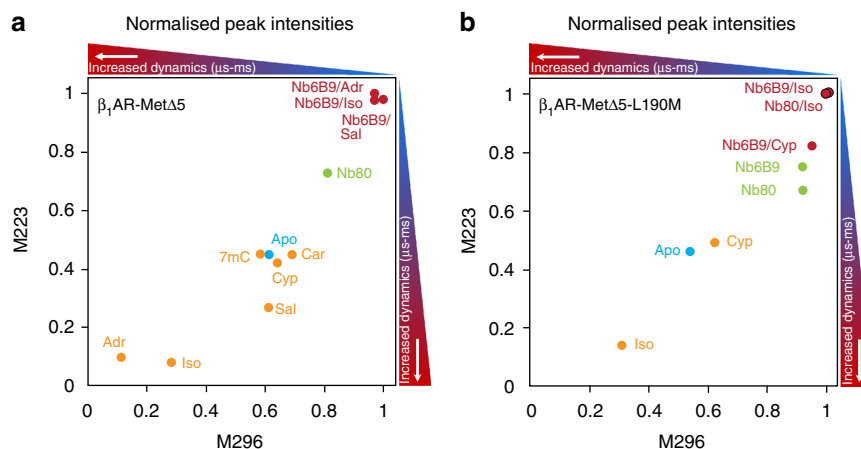 a
Normalised peak intensities
Increased dynamics (μs-ms)
β₁AR-MetΔ5
Nb6B9/Adr
Nb6B9/Iso
Nb6B9/
Sal
Nb80
Apo
7mC
Car
Cyp
Sal
Adr
Iso
1
0.8
0.6
0.4
0.2
0
M223
0
0.2
0.4
0.6
0.8
1
M296
Increased dynamics (μs-ms)
b
Normalised peak intensities
Increased dynamics (μs-ms)
β₁AR-MetΔ5-L190M
Nb6B9/Iso
Nb80/Iso
Nb6B9/Cyp
Nb6B9
Nb80
Apo
Cyp
Iso
1
0.8
0.6
0.4
0.2
0
M223
0
0.2
0.4
0.6
0.8
1
M296
Increased dynamics (μs-ms)